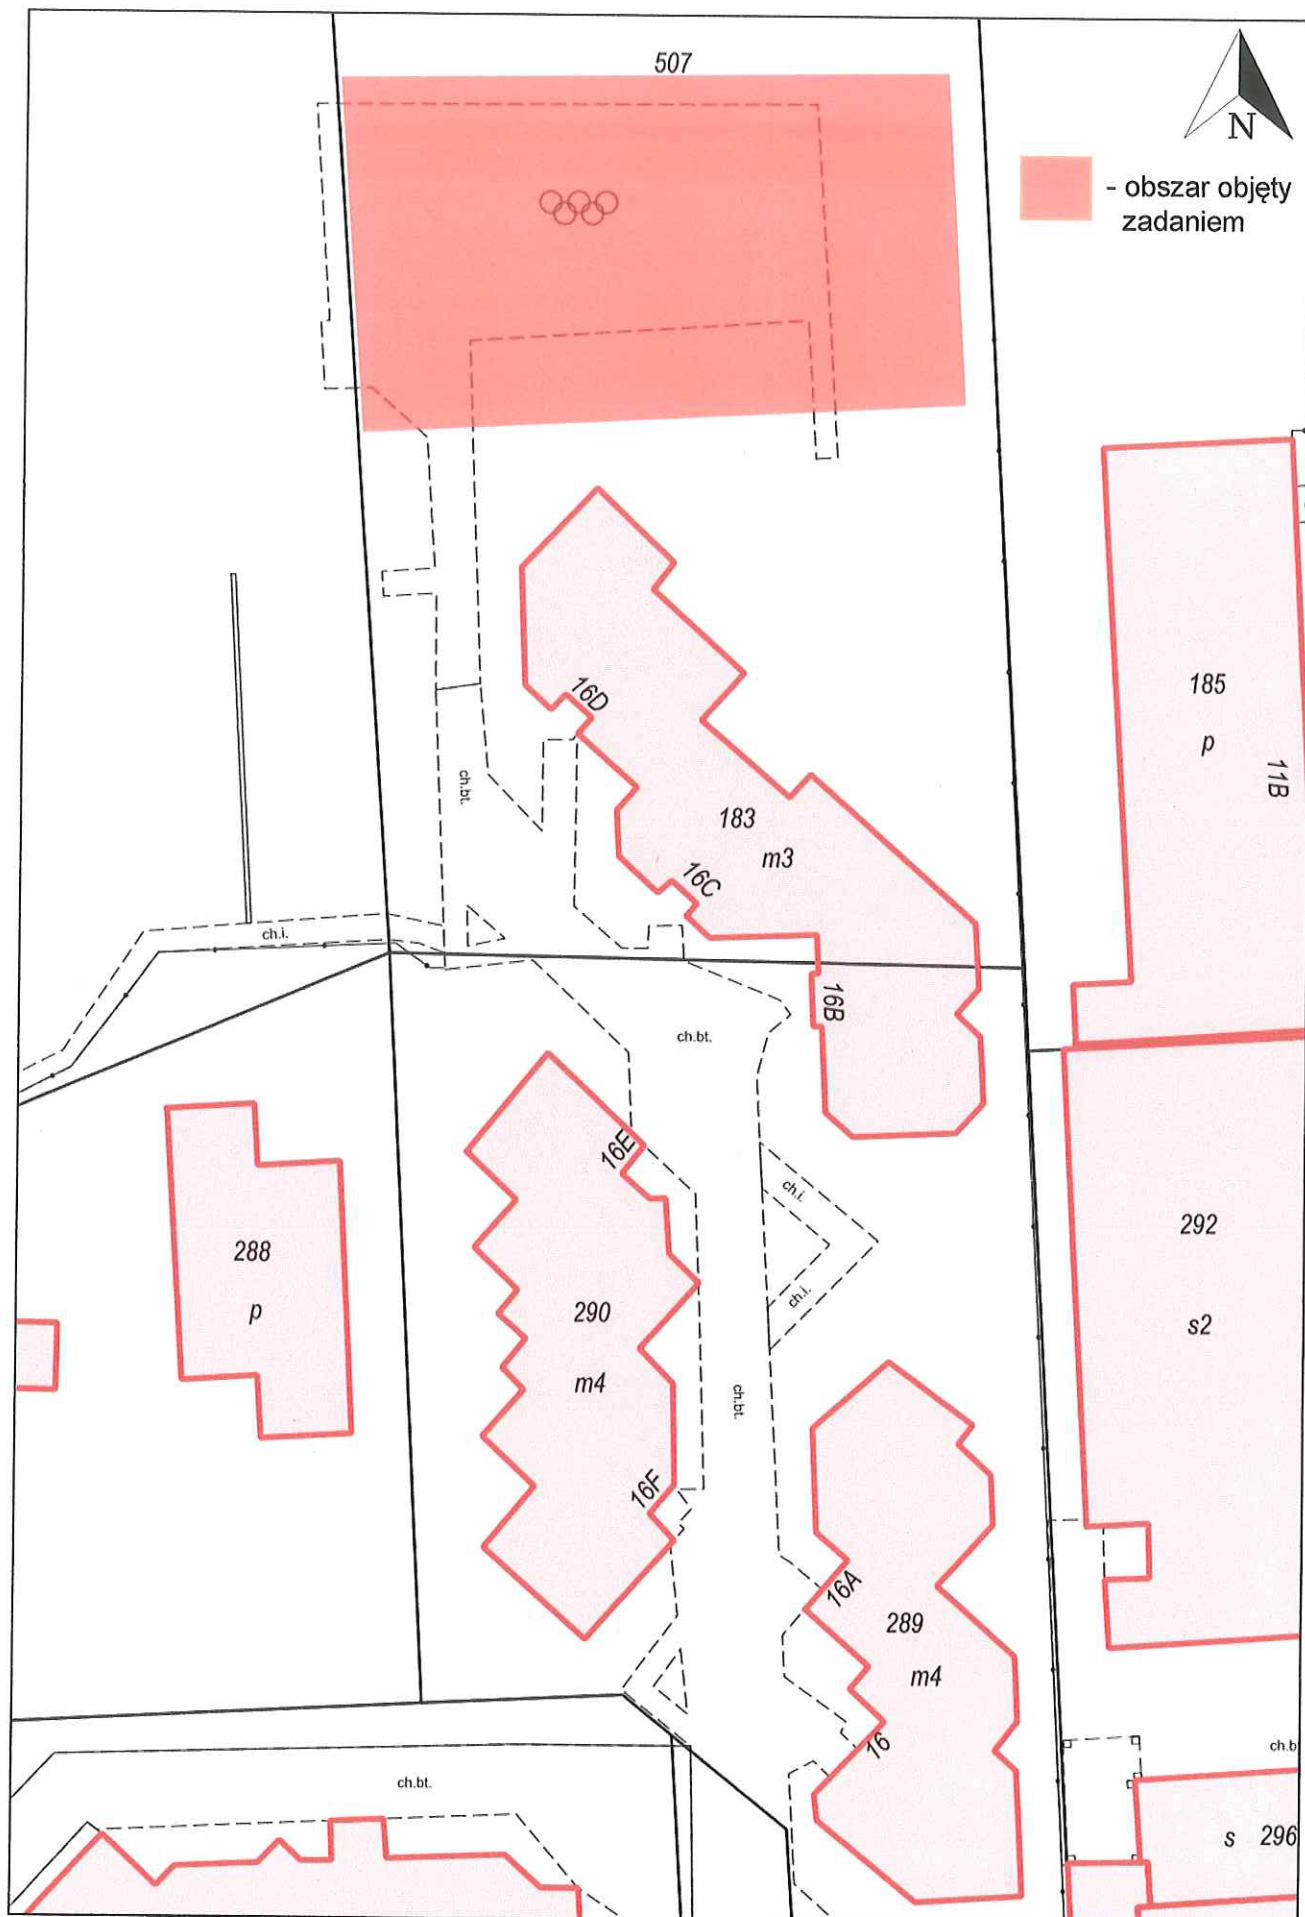 507
N
- obszar objęty
zadaniem
185
p
11B
16D
ch.bt.
183
m3
16C
ch.i.
16B
ch.bt.
16E
ch.i.
288
p
290
m4
292
s2
ch.i.
ch.bt.
16F
16A
289
m4
16
ch.b
ch.bt.
s 296